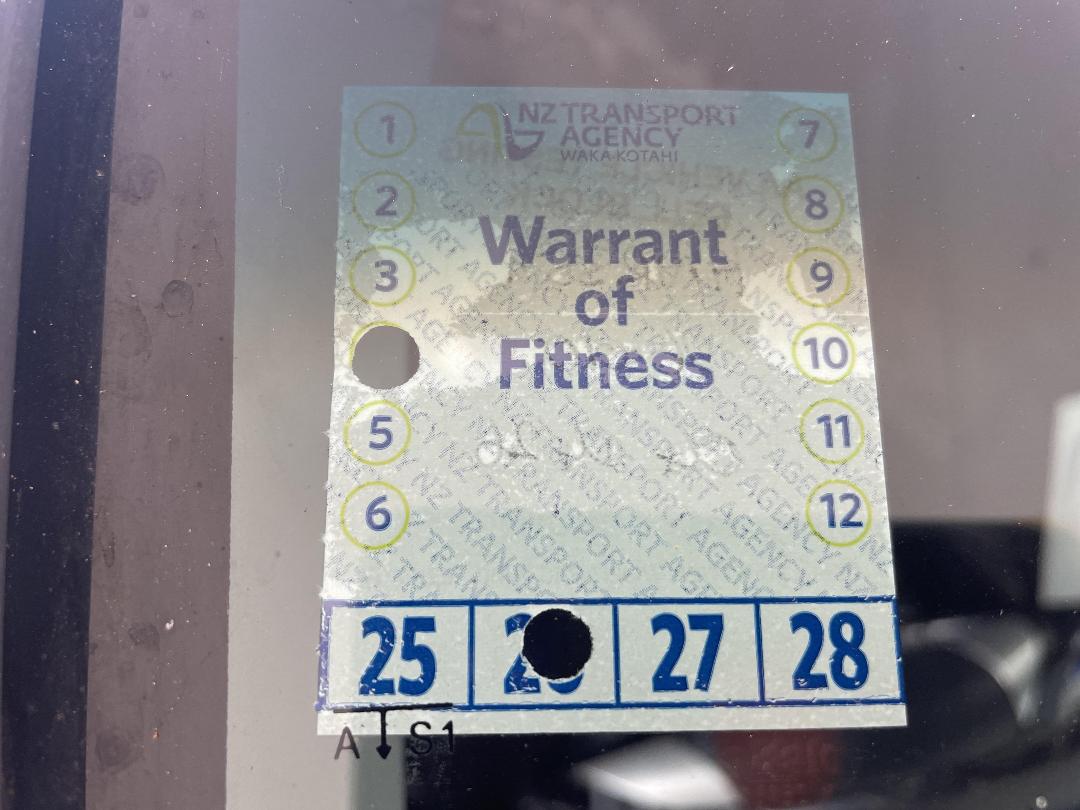 NZ TRANSPORT
AGENCY
WAKA KOTAHI
1
2
3
5
6
7
8
9
10
11
12
Warrant
of
Fitness
25 27 28
A S1